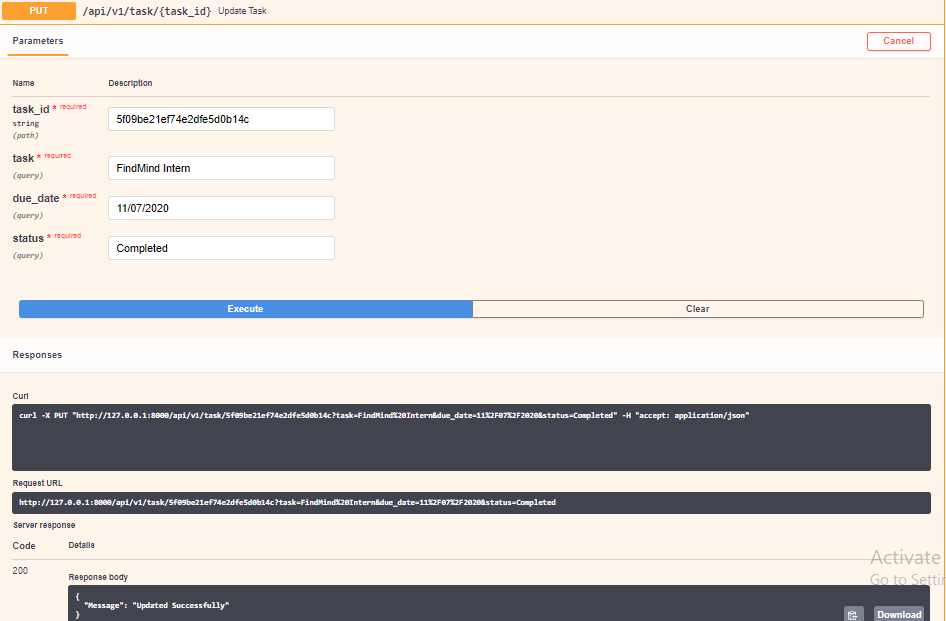 PUT /api/v1/task/{task_id} Update Task
Parameters
Cancel
Name Description
task_id * required
string
(path)
5f09be21ef74e2dfe5d0b14c
task * required
(query)
FindMind Intern
due_date * required
(query)
11/07/2020
status * required
(query)
Completed
Execute Clear
Responses
Curl
curl -X PUT "http://127.0.0.1:8000/api/v1/task/5f09be21ef74e2dfe5d0b14c?task=FindMind%20Intern&due_date=11%2F07%2F2020&status=Completed" -H "accept: application/json"
Request URL
http://127.0.0.1:8000/api/v1/task/5f09be21ef74e2dfe5d0b14c?task=FindMind%20Intern&due_date=11%2F07%2F2020&status=Completed
Server response
Code Details
200
Response body
{
"Message": "Updated Successfully"
}
Download
Activate
Go to Settin